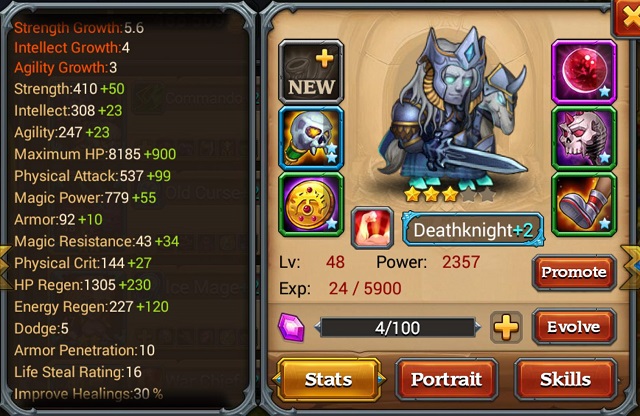 Strength Growth:5.6
Intellect Growth:4
Agility Growth:3
Strength:410 +50
Intellect:308 +23
Agility:247 +23
Maximum HP:8185 +900
Physical Attack:537 +99
Magic Power:779 +55
Armor:92 +10
Magic Resistance:43 +34
Physical Crit:144 +27
HP Regen:1305 +230
Energy Regen:227 +120
Dodge:5
Armor Penetration:10
Life Steal Rating:16
Improve Healings:30%
NEW
Deathknight+2
Lv: 48 Power: 2357
Exp: 24 / 5900
Promote
4/100
Evolve
Stats
Portrait
Skills